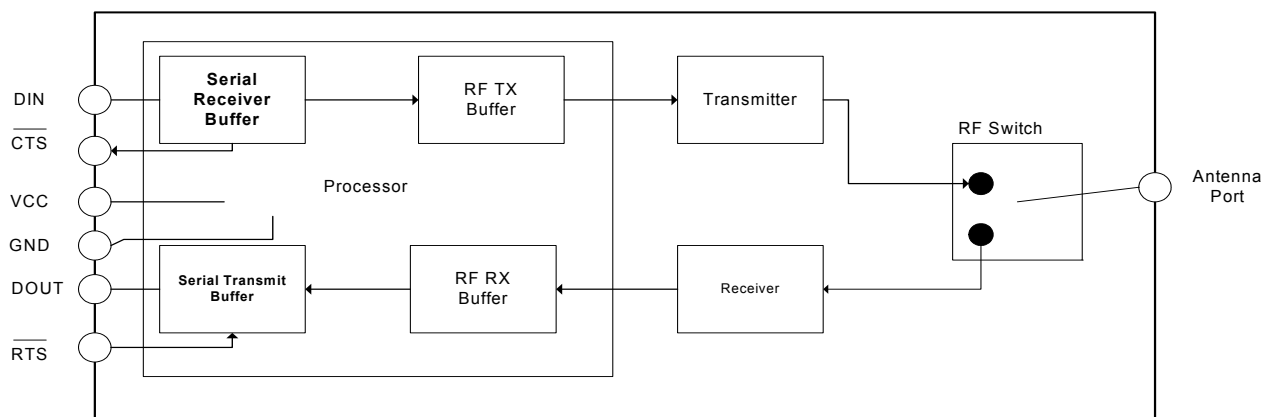 DIN
CTS
VCC
GND
DOUT
RTS
Serial
Receiver
Buffer
RF TX
Buffer
Transmitter
RF Switch
Antenna
Port
Processor
Serial Transmit
Buffer
RF RX
Buffer
Receiver